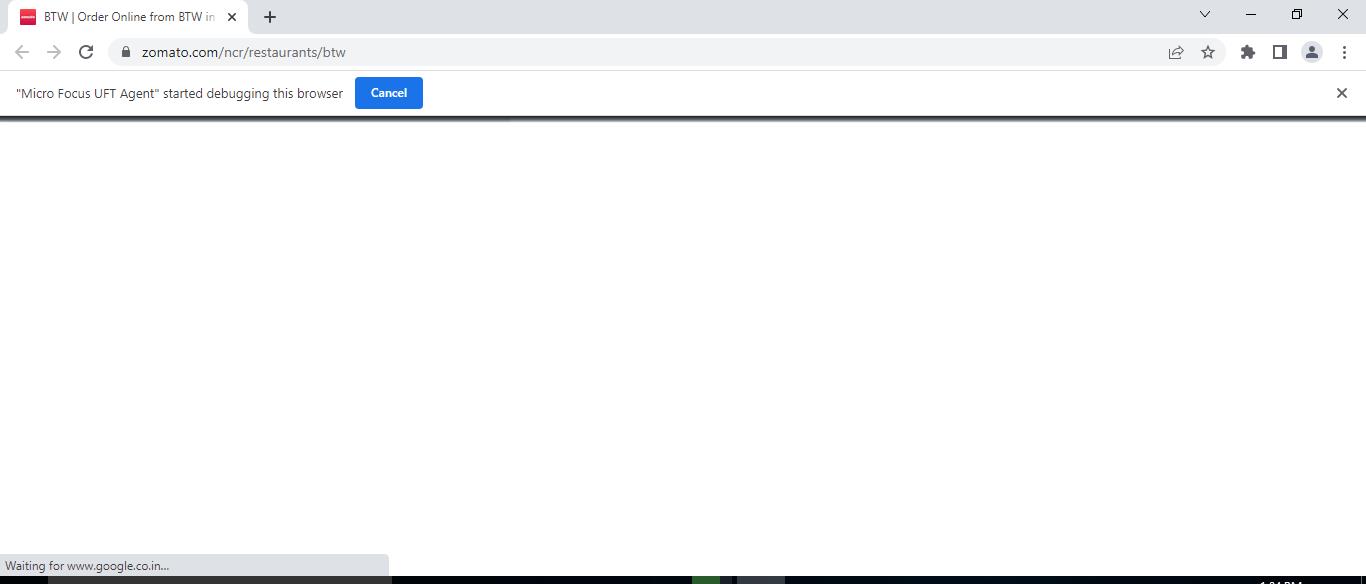 BTW | Order Online from BTW in
zomato.com/ncr/restaurants/btw
"Micro Focus UFT Agent" started debugging this browser
Cancel
Waiting for www.google.co.in...